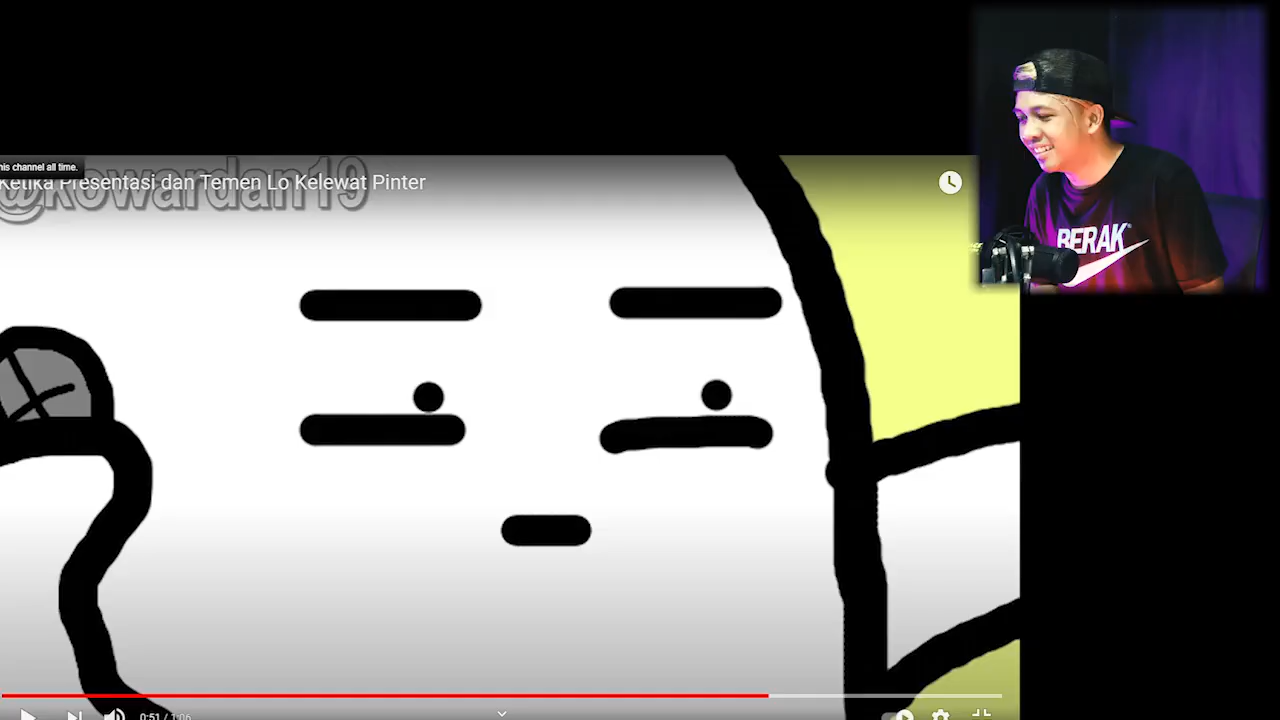 his channel all time.
Ketika Presentasi dan Temen Lo Kelewat Pinter
@kowardan19
BERAK
0:51 / 1:06